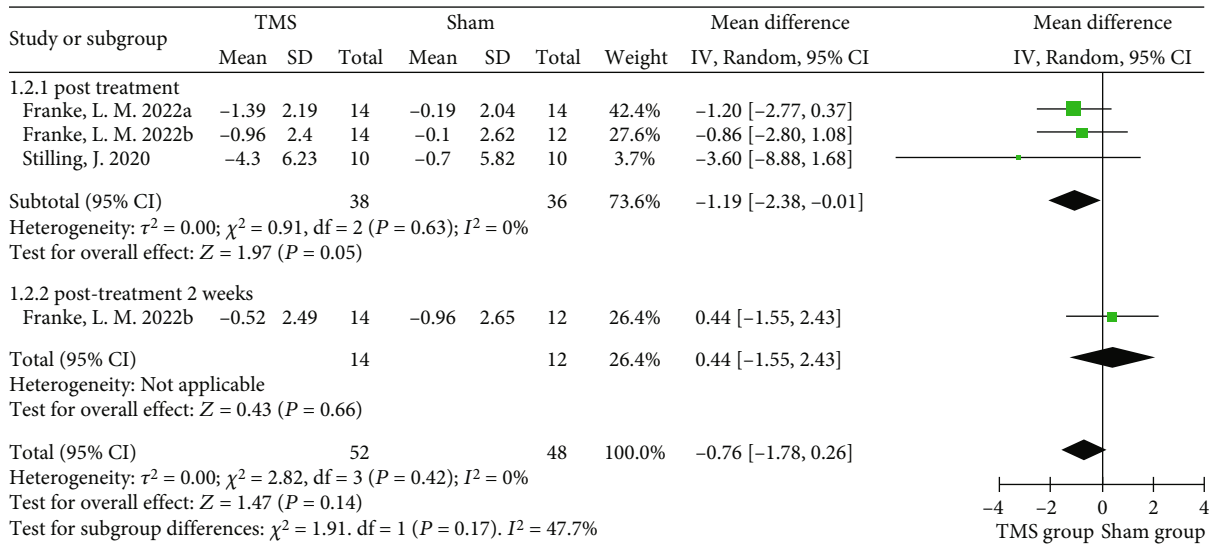 Study or subgroup TMS Sham Mean difference Mean difference
Mean SD Total Mean SD Total Weight IV, Random, 95% CI IV, Random, 95% CI
1.2.1 post treatment
Franke, L. M. 2022a –1.39 2.19 14 –0.19 2.04 14 42.4% –1.20 [–2.77, 0.37]
Franke, L. M. 2022b –0.96 2.4 14 –0.1 2.62 12 27.6% –0.86 [–2.80, 1.08]
Stilling, J. 2020 –4.3 6.23 10 –0.7 5.82 10 3.7% –3.60 [–8.88, 1.68]
Subtotal (95% CI) 38 36 73.6% –1.19 [–2.38, –0.01]
Heterogeneity: τ² = 0.00; χ² = 0.91, df = 2 (P = 0.63); I² = 0%
Test for overall effect: Z = 1.97 (P = 0.05)
1.2.2 post-treatment 2 weeks
Franke, L. M. 2022b –0.52 2.49 14 –0.96 2.65 12 26.4% 0.44 [–1.55, 2.43]
Total (95% CI) 14 12 26.4% 0.44 [–1.55, 2.43]
Heterogeneity: Not applicable
Test for overall effect: Z = 0.43 (P = 0.66)
Total (95% CI) 52 48 100.0% –0.76 [–1.78, 0.26]
Heterogeneity: τ² = 0.00; χ² = 2.82, df = 3 (P = 0.42); I² = 0%
Test for overall effect: Z = 1.47 (P = 0.14)
Test for subgroup differences: χ² = 1.91. df = 1 (P = 0.17). I² = 47.7%
–4 –2 0 2 4
TMS group Sham group